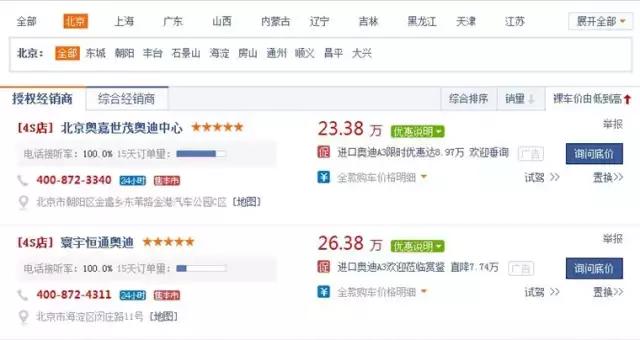 全部 北京 上海 广东 山西 内蒙古 辽宁 吉林 黑龙江 天津 江苏 展开全部
北京: 全部 东城 朝阳 丰台 石景山 海淀 房山 通州 顺义 昌平 大兴
授权经销商 综合经销商 综合排序 销量 裸车价由低到高
[4S店] 北京奥嘉世茂奥迪中心 23.38 万 优惠说明 举报
电话接听率: 100.0% 15天订单量: 促 进口奥迪A3限时优惠达8.97万 欢迎垂询 广告 询问底价
400-872-3340 24小时 售本市 ¥ 全款购车价格明细 试驾 >> 置换>>
北京市朝阳区金盏乡东苇路金港汽车公园C区 [地图]
[4S店] 寰宇恒通奥迪 26.38 万 优惠说明 举报
电话接听率: 100.0% 15天订单量: 促 进口奥迪A3欢迎莅临赏鉴 直降7.74万 广告 询问底价
400-872-4311 24小时 售本市 ¥ 全款购车价格明细 试驾 >> 置换>>
北京市海淀区闵庄路11号 [地图]